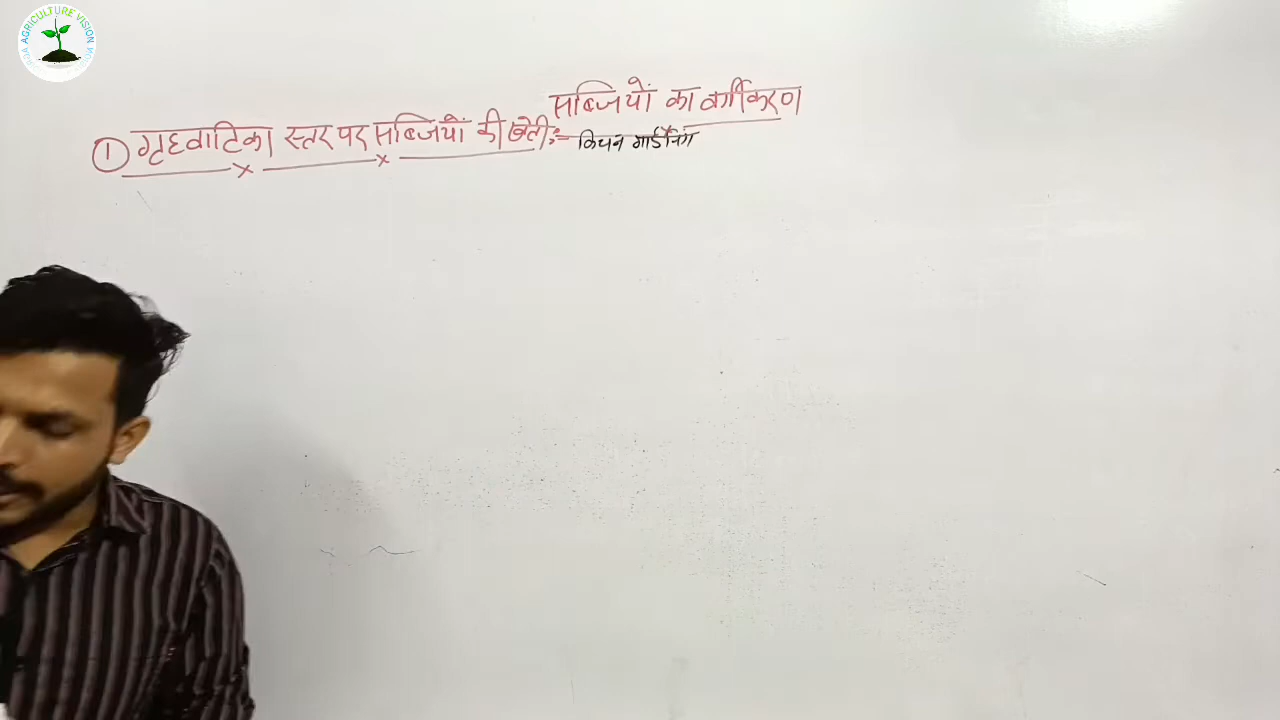 सब्जियों का वर्गीकरण
① गृहवाटिका स्तर पर सब्जियों की खेती:-
किचन गार्डनिंग
AGRICULTURE VISION